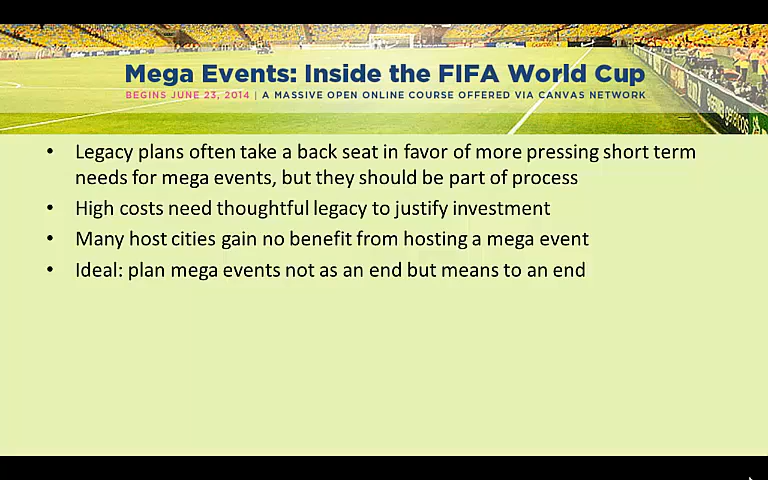 Mega Events: Inside the FIFA World Cup
BEGINS JUNE 23, 2014 | A MASSIVE OPEN ONLINE COURSE OFFERED VIA CANVAS NETWORK
• Legacy plans often take a back seat in favor of more pressing short term
needs for mega events, but they should be part of process
• High costs need thoughtful legacy to justify investment
• Many host cities gain no benefit from hosting a mega event
• Ideal: plan mega events not as an end but means to an end